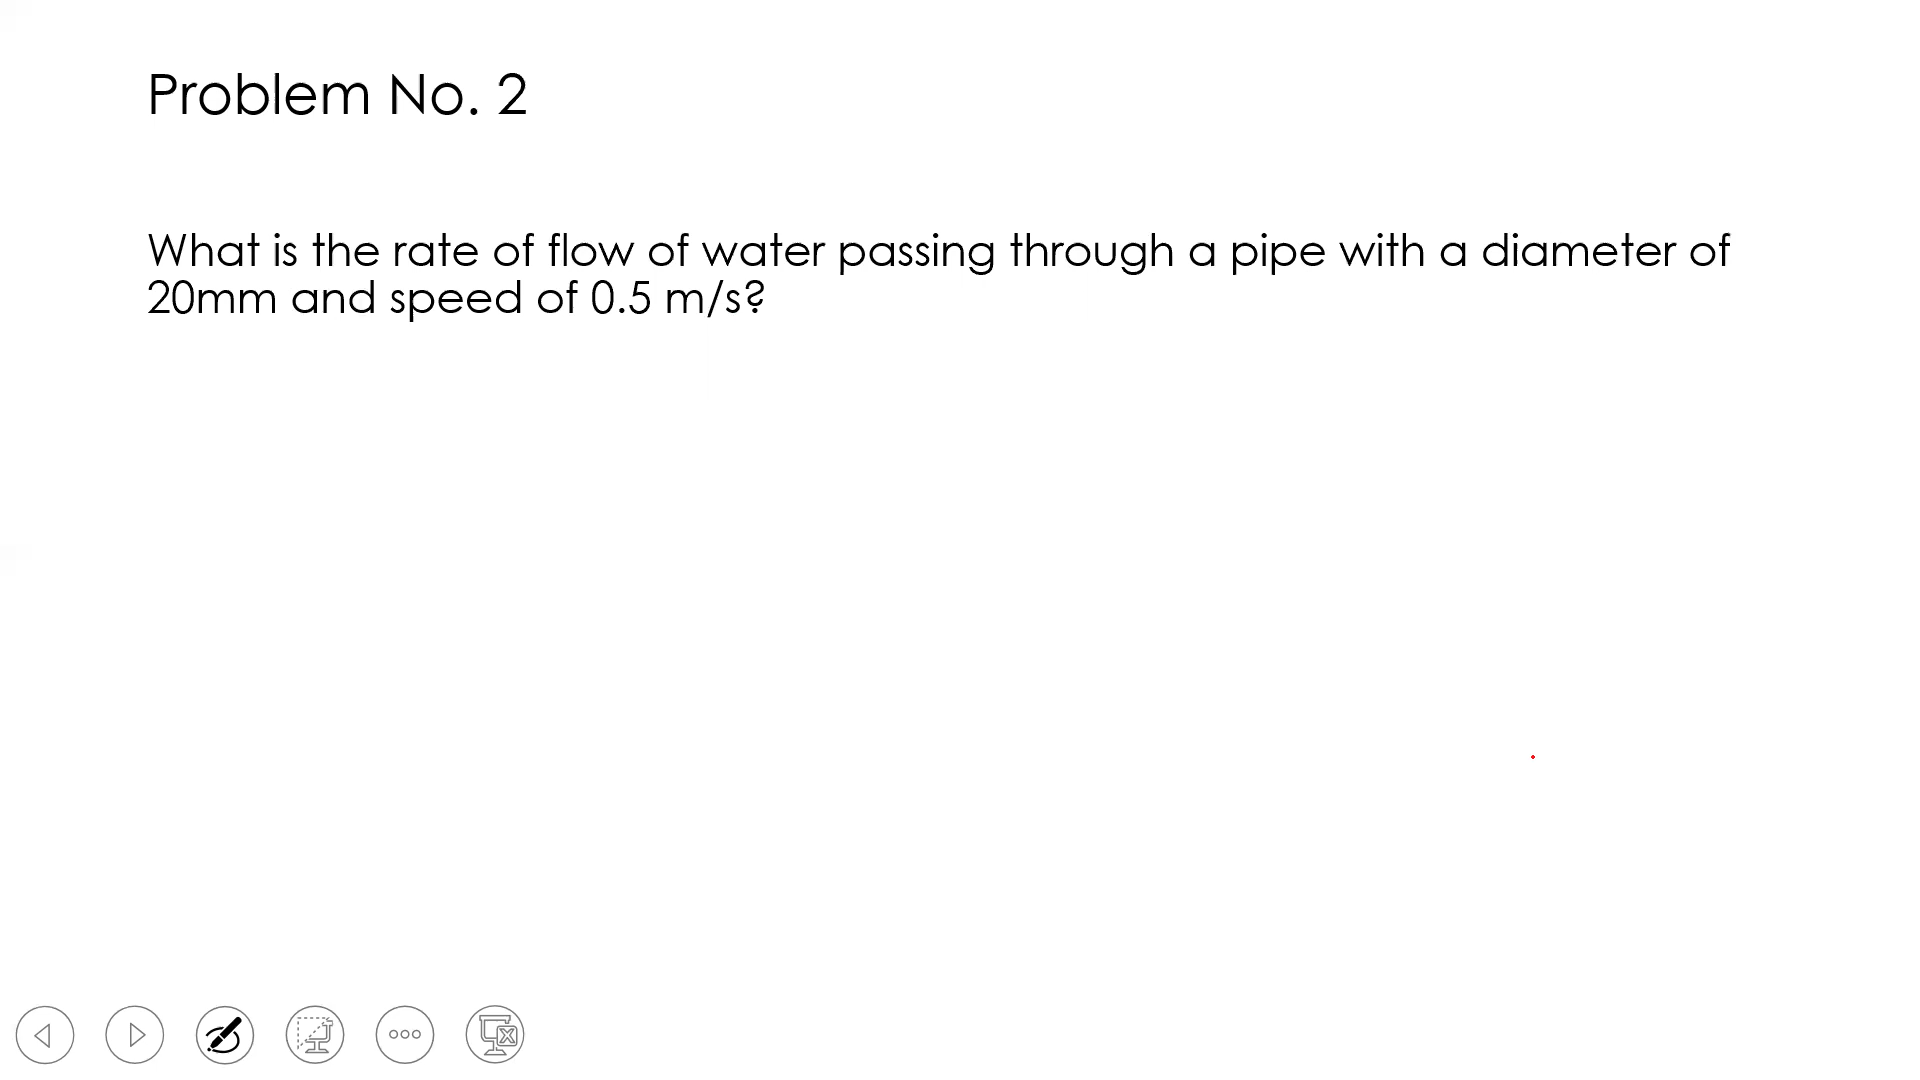 Problem No. 2
What is the rate of flow of water passing through a pipe with a diameter of
20mm and speed of 0.5 m/s?